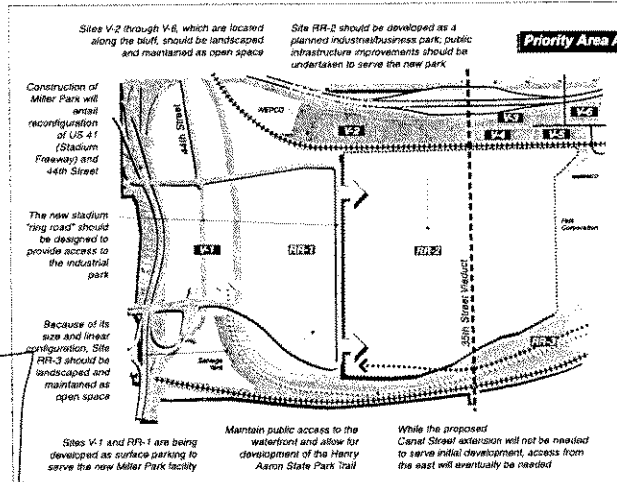 Sites V-2 through V-6, which are located
along the bluff, should be landscaped
and maintained as open space
Site RR-2 should be developed as a
planned industrial/business park; public
infrastructure improvements should be
undertaken to serve the new park
Priority Area A
Construction of
Miller Park will
entail
reconfiguration
of US 41
(Stadium
Freeway) and
44th Street
44th Street
WEPCO
V-2
V-3
V-4
V-5
V-6
The new stadium
"ring road" should
be designed to
provide access to
the industrial
park
V-1
RR-1
RR-2
Corporation
35th Street Viaduct
Because of its
size and linear
configuration, Site
RR-3 should be
landscaped and
maintained as
open space
RR-3
Sites V-1 and RR-1 are being
developed as surface parking to
serve the new Miller Park facility
Maintain public access to the
waterfront and allow for
development of the Henry
Aaron State Park Trail
While the proposed
Canal Street extension will not be needed
to serve initial development, access from
the east will eventually be needed